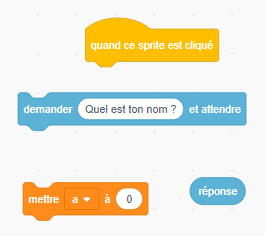 quand ce sprite est cliqué
demander Quel est ton nom ? et attendre
mettre a à 0
réponse